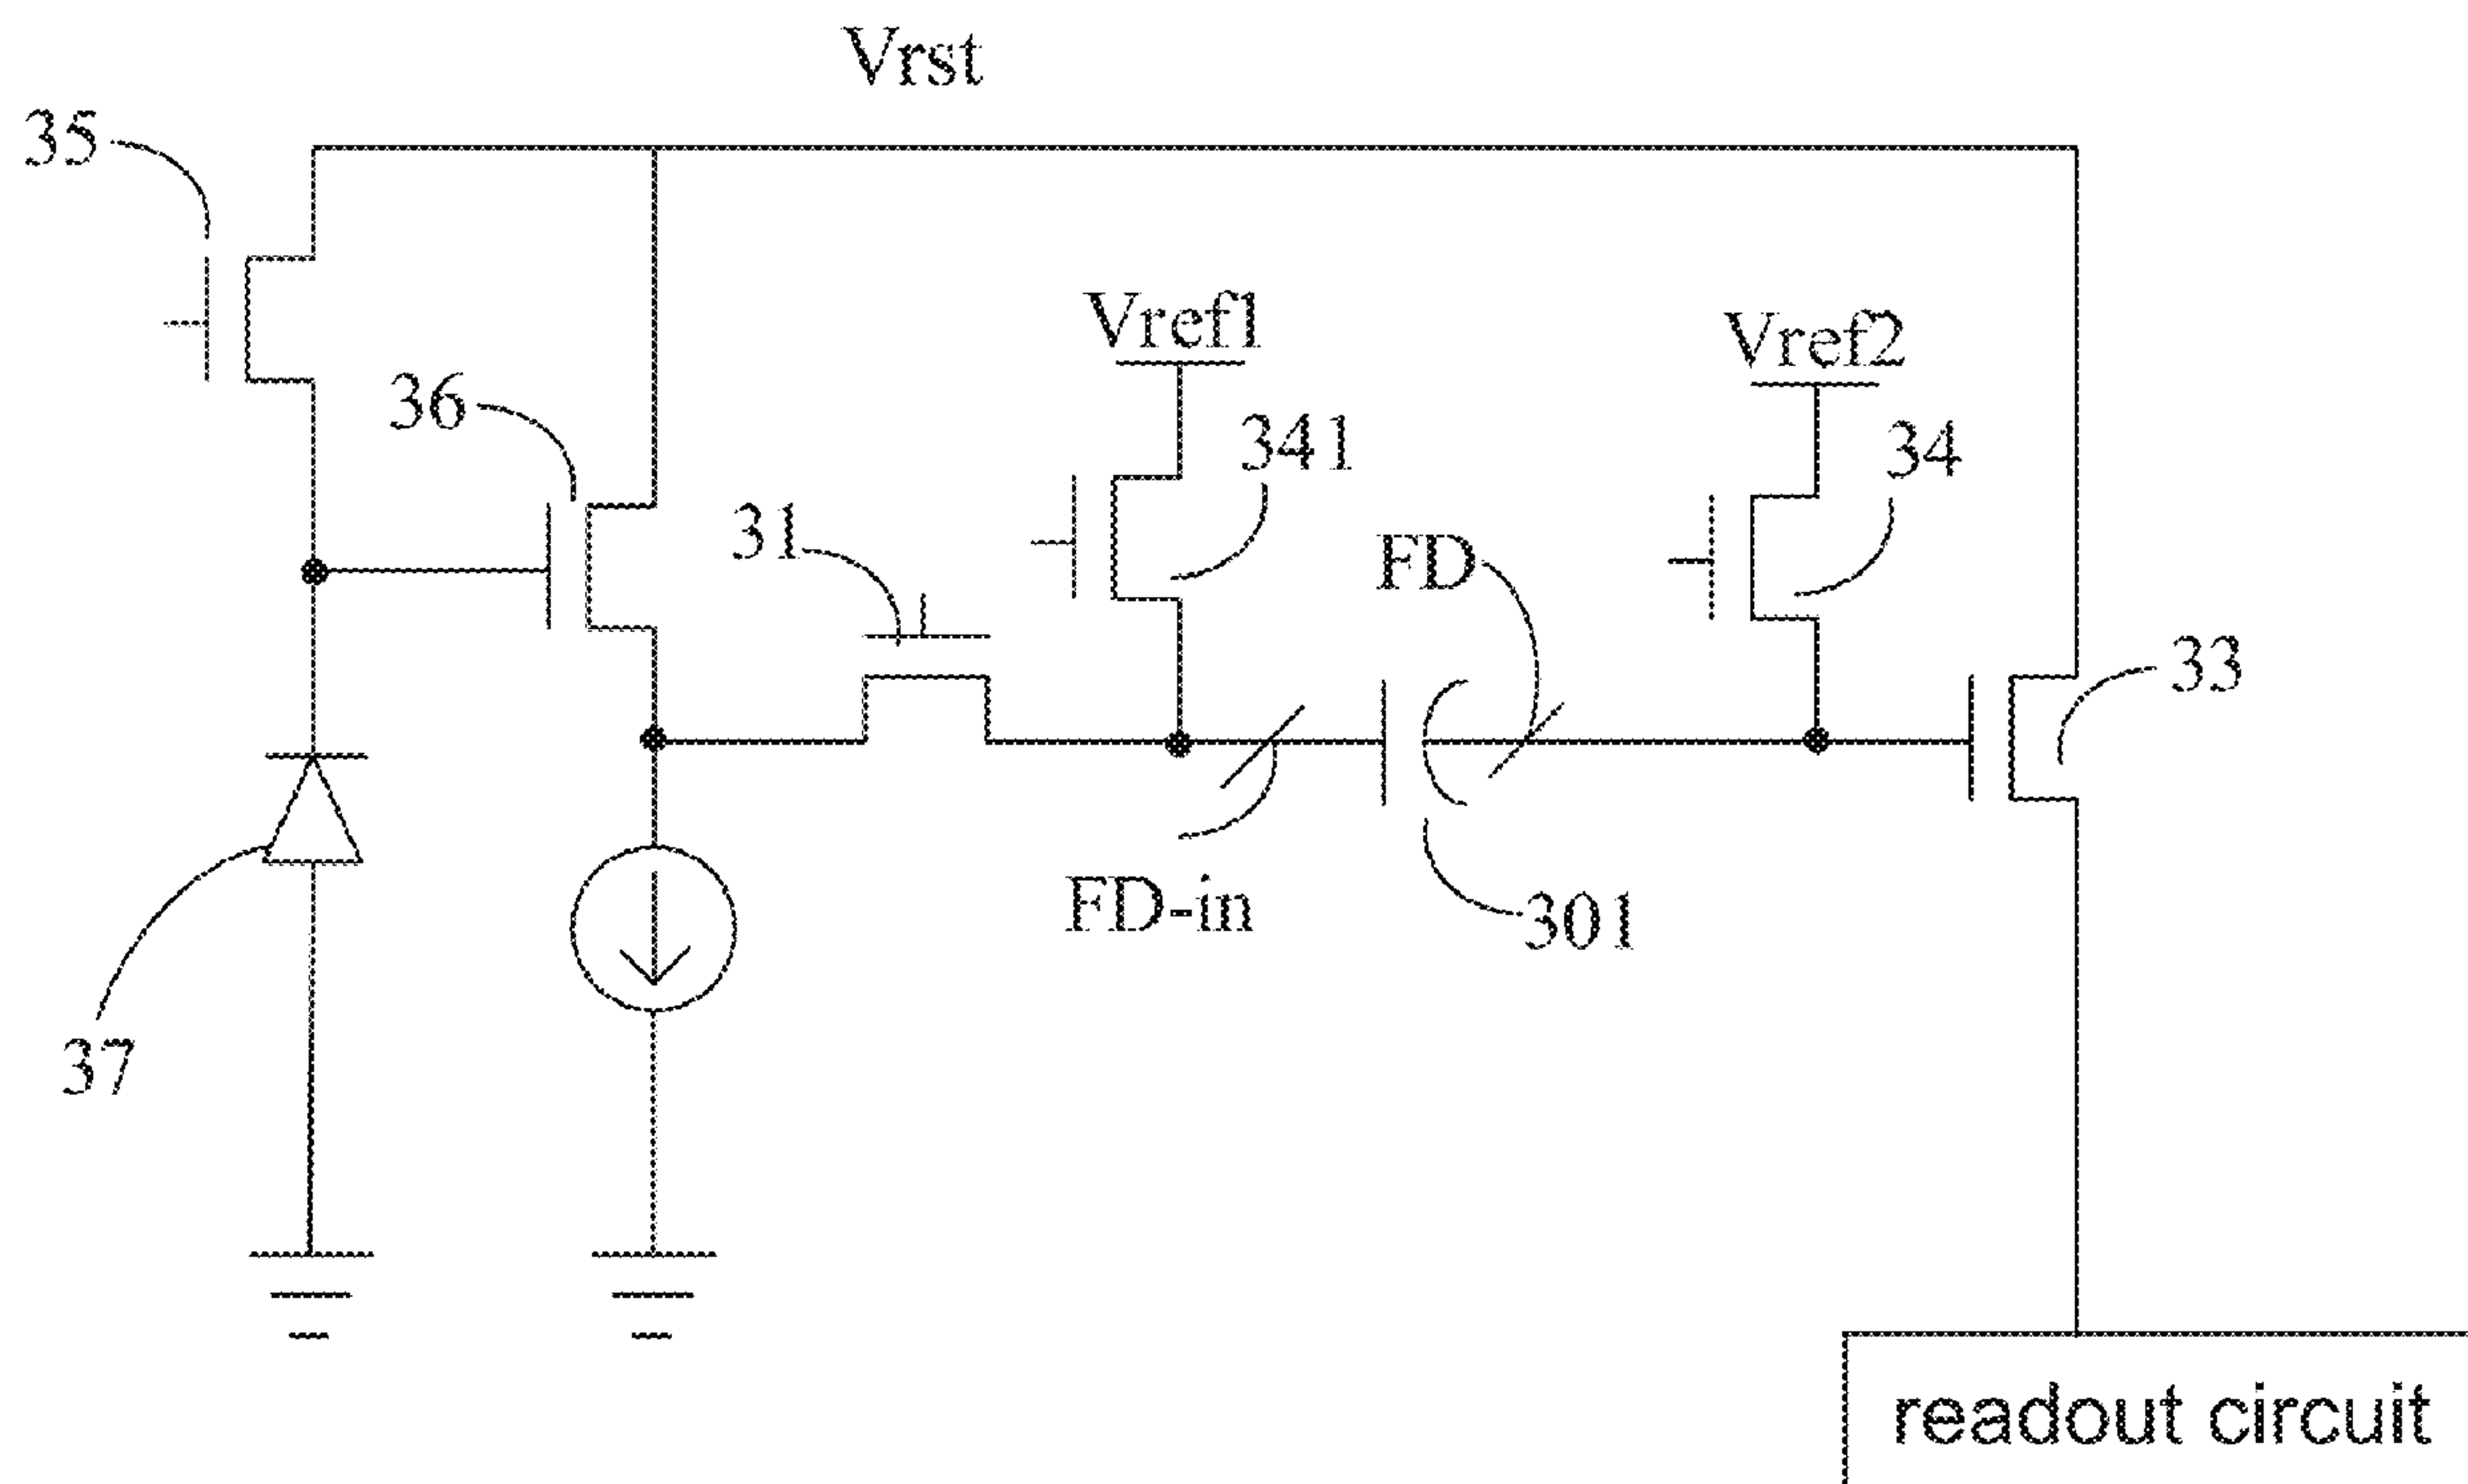 Vrst
35
Vref1
Vref2
36
341
34
31
FD
33
FD-in
301
37
readout circuit